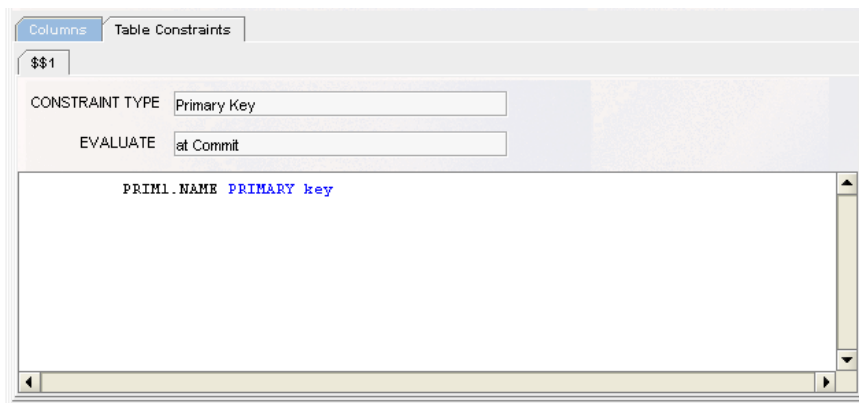 Columns Table Constraints
$$1
CONSTRAINT TYPE Primary Key
EVALUATE at Commit
PRIM1.NAME PRIMARY key